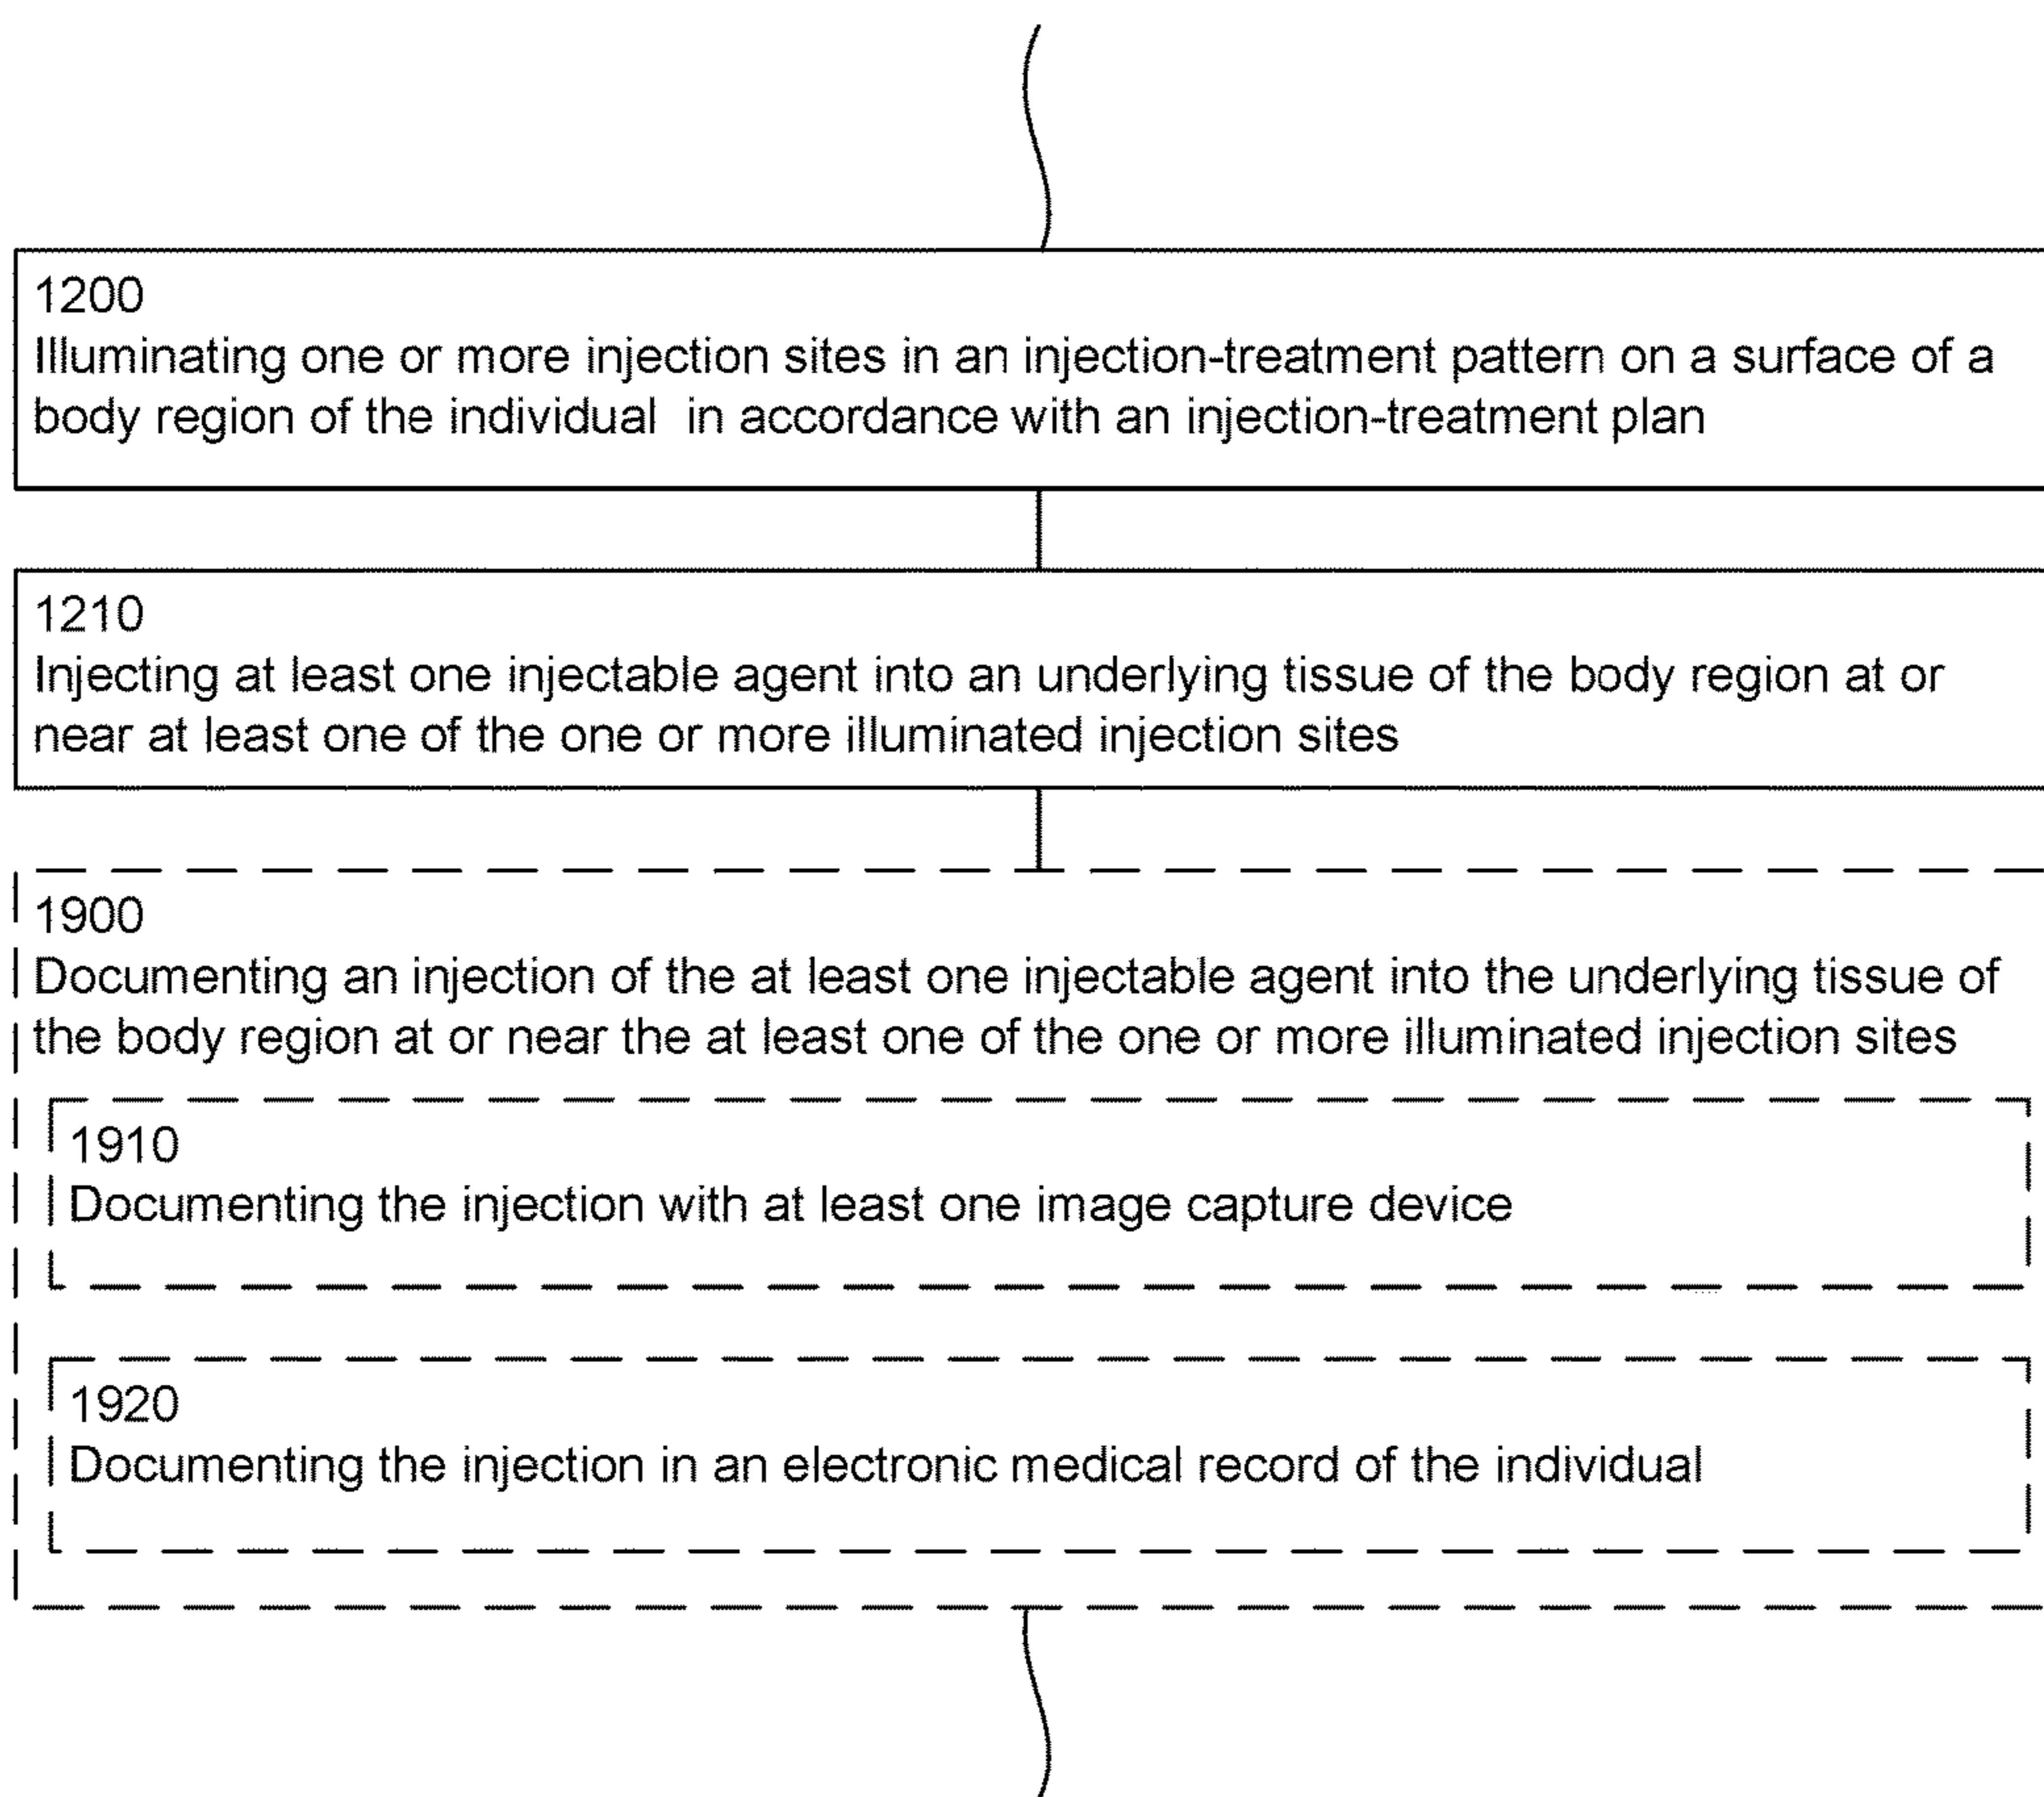 1200
Illuminating one or more injection sites in an injection-treatment pattern on a surface of a
body region of the individual in accordance with an injection-treatment plan
1210
Injecting at least one injectable agent into an underlying tissue of the body region at or
near at least one of the one or more illuminated injection sites
1900
Documenting an injection of the at least one injectable agent into the underlying tissue of
the body region at or near the at least one of the one or more illuminated injection sites
1910
Documenting the injection with at least one image capture device
1920
Documenting the injection in an electronic medical record of the individual